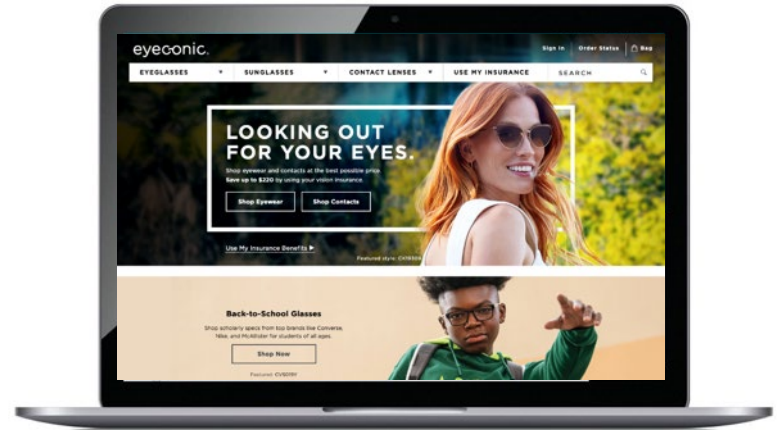 eyeconic.
Sign In Order Status Bag
EYEGLASSES SUNGLASSES CONTACT LENSES USE MY INSURANCE SEARCH
LOOKING OUT
FOR YOUR EYES.
Shop eyewear and contacts at the best possible price.
Save up to $220 by using your vision insurance.
Shop Eyewear Shop Contacts
Use My Insurance Benefits ▶
Featured style:
Back-to-School Glasses
Shop scholarly specs from top brands like Converse,
Nike, and McAllister for students of all ages.
Shop Now
Featured: